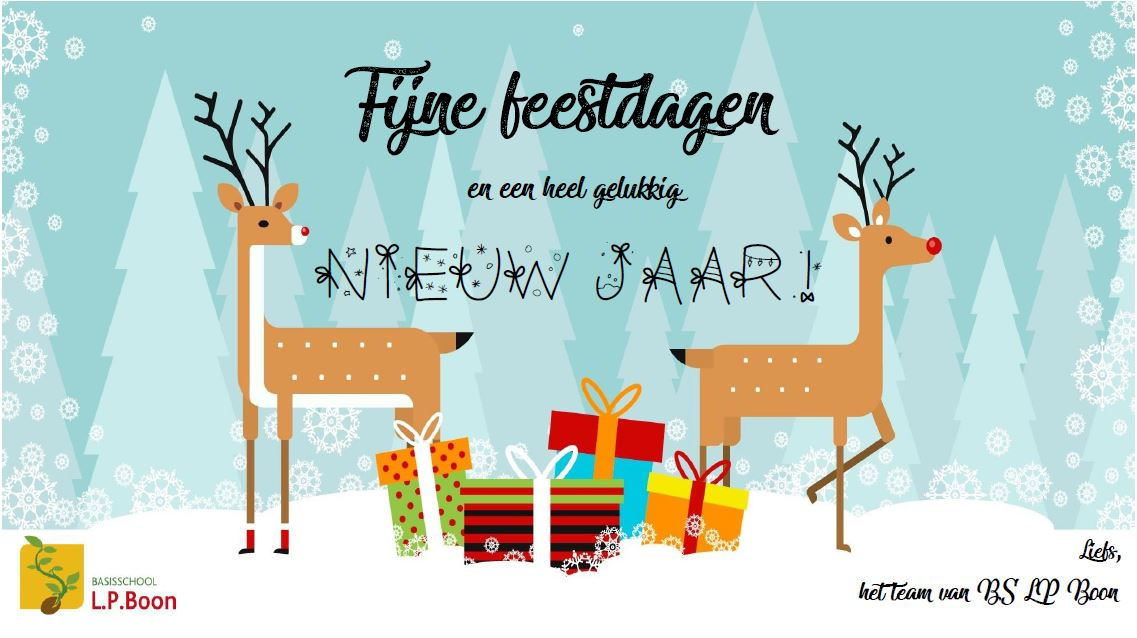 Fijne feestdagen
en een heel gelukkig
NIEUW JAAR!
BASISSCHOOL
L.P.Boon
Liefs,
het team van BS LP Boon